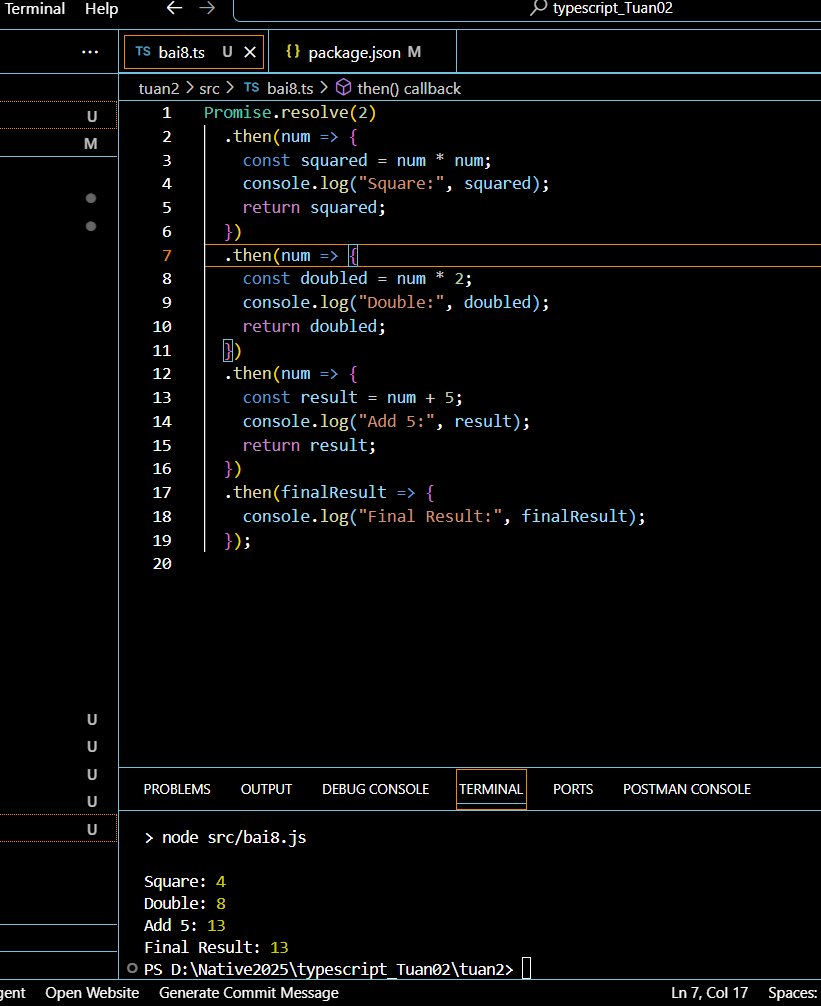 Terminal Help ← → typescript_Tuan02
... TS bai8.ts U × {} package.json M
tuan2 > src > TS bai8.ts > then() callback
U
M
1 Promise.resolve(2)
2 .then(num => {
3 const squared = num * num;
4 console.log("Square:", squared);
5 return squared;
6 })
7 .then(num => {
8 const doubled = num * 2;
9 console.log("Double:", doubled);
10 return doubled;
11 })
12 .then(num => {
13 const result = num + 5;
14 console.log("Add 5:", result);
15 return result;
16 })
17 .then(finalResult => {
18 console.log("Final Result:", finalResult);
19 });
20
U
U
U
U
U
PROBLEMS OUTPUT DEBUG CONSOLE TERMINAL PORTS POSTMAN CONSOLE
> node src/bai8.js
Square: 4
Double: 8
Add 5: 13
Final Result: 13
PS D:\Native2025\typescript_Tuan02\tuan2>
gent Open Website Generate Commit Message Ln 7, Col 17 Spaces: